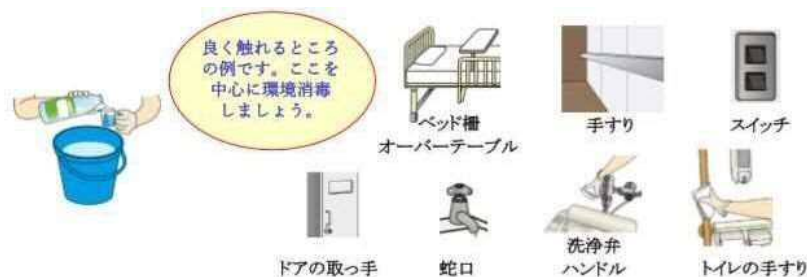 良く触れるところ
の例です。ここを
中心に環境消毒
しましょう。
ベッド柵
オーバーテーブル
手すり
スイッチ
ドアの取っ手
蛇口
洗浄弁
ハンドル
トイレの手すり